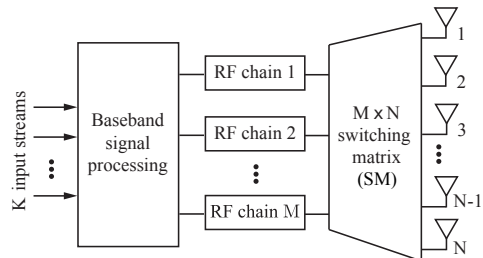 K input streams
Baseband
signal
processing
RF chain 1
RF chain 2
RF chain M
M x N
switching
matrix
(SM)
1
2
3
N-1
N